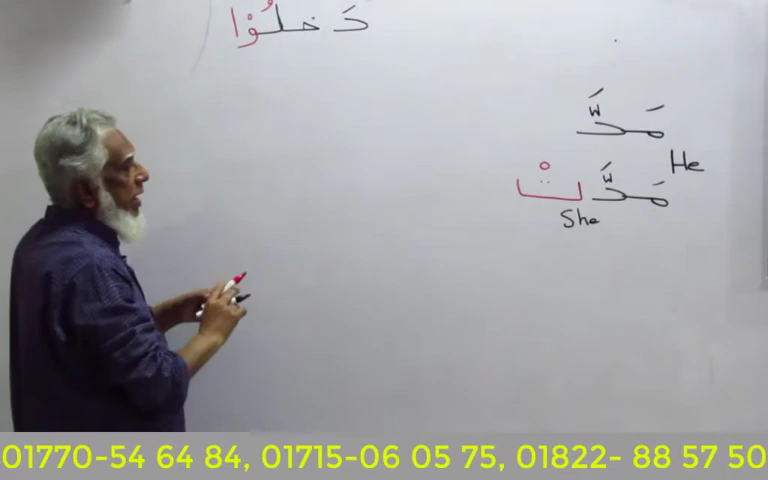 دَخَلُوْا
مَدَّ
He
مَدَّتْ
She
01770-54 64 84, 01715-06 05 75, 01822- 88 57 50